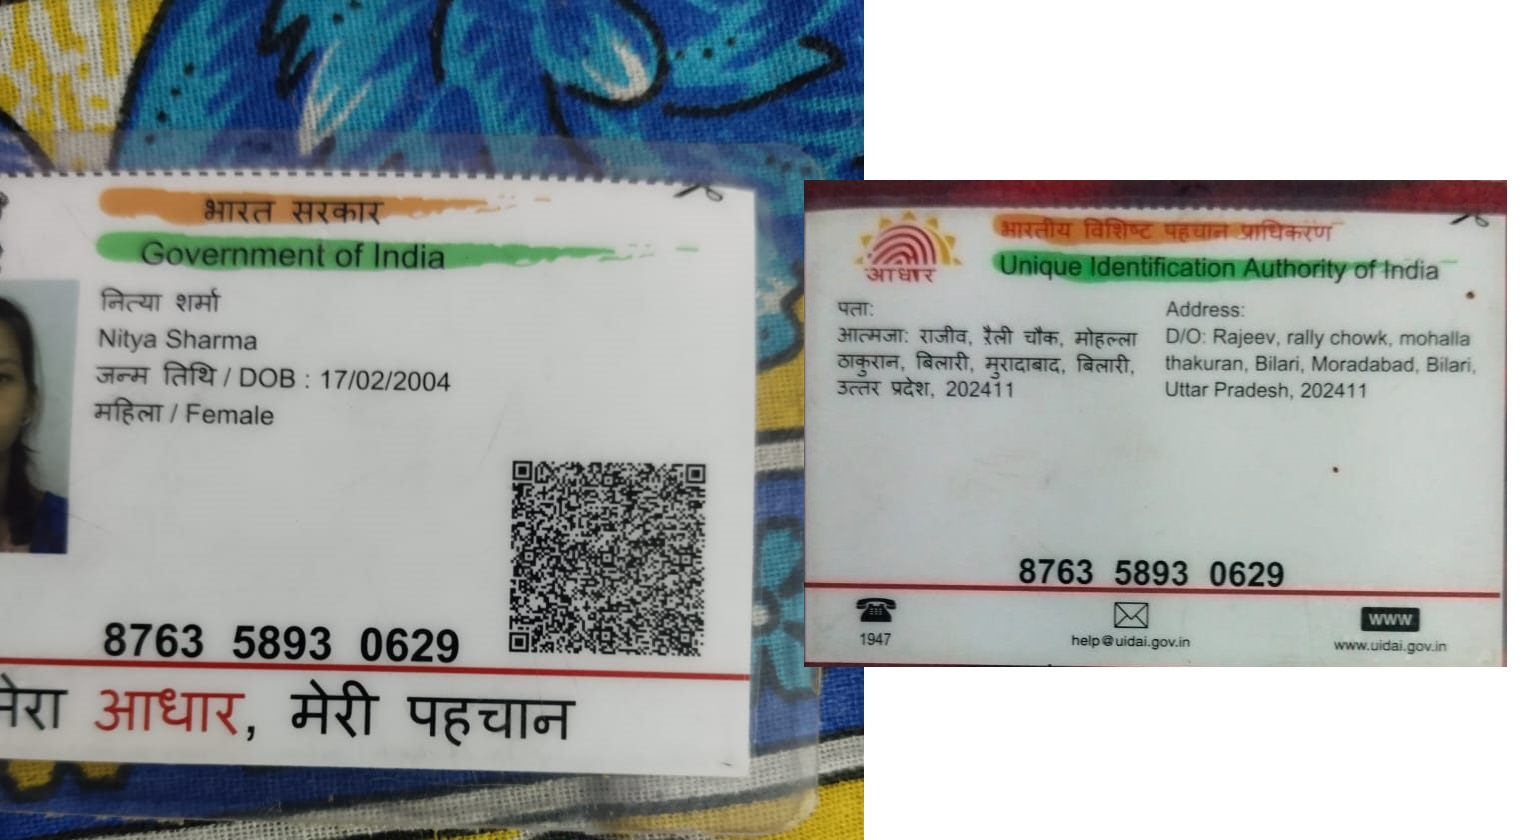 भारत सरकार
Government of India
नित्या शर्मा
Nitya Sharma
जन्म तिथि / DOB : 17/02/2004
महिला / Female
8763 5893 0629
मेरा आधार, मेरी पहचान
भारतीय विशिष्ट पहचान प्राधिकरण
Unique Identification Authority of India
आधार
पता:
आत्मजा: राजीव, रैली चौक, मोहल्ला
ठाकुरान, बिलारी, मुरादाबाद, बिलारी,
उत्तर प्रदेश, 202411
Address:
D/O: Rajeev, rally chowk, mohalla
thakuran, Bilari, Moradabad, Bilari,
Uttar Pradesh, 202411
8763 5893 0629
1947
help@uidai.gov.in
WWW
www.uidai.gov.in